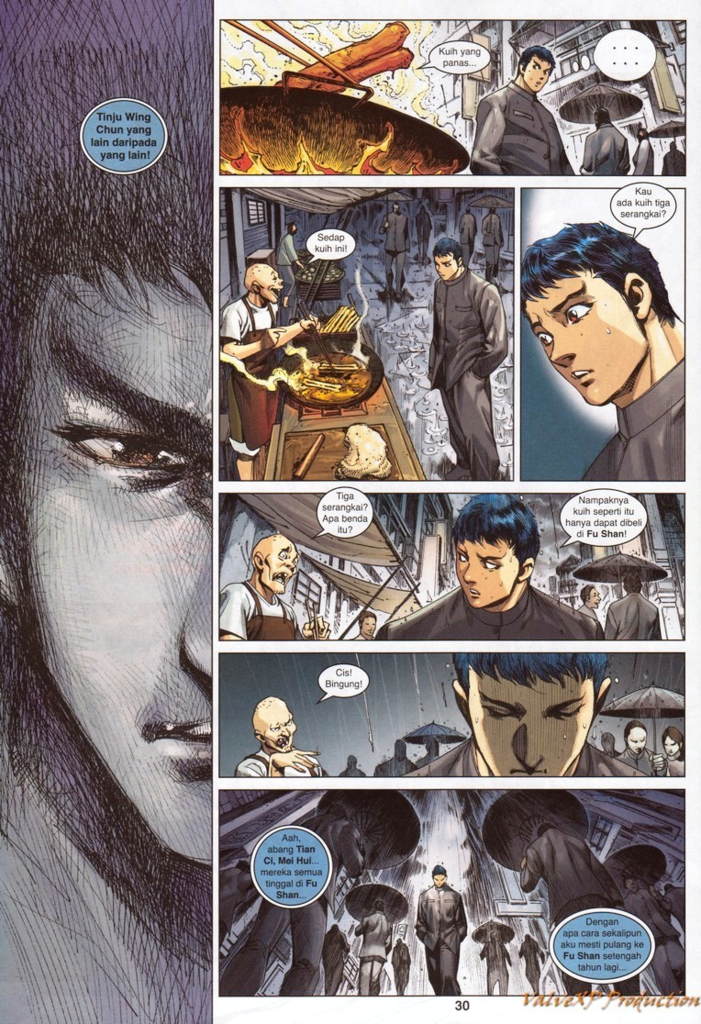 Tinju Wing
Chun yang
lain daripada
yang lain!
Kuih yang
panas...
......
Sedap
kuih ini!
Kau
ada kuih tiga
serangkai?
Tiga
serangkai?
Apa benda
itu?
Nampaknya
kuih seperti itu
hanya dapat dibeli
di Fu Shan!
Cis!
Bingung!
Aah,
abang Tian
Ci, Mei Hui...
mereka semua
tinggal di Fu
Shan...
Dengan
apa cara sekalipun
aku mesti pulang ke
Fu Shan setengah
tahun lagi...
30
ValveXP Production